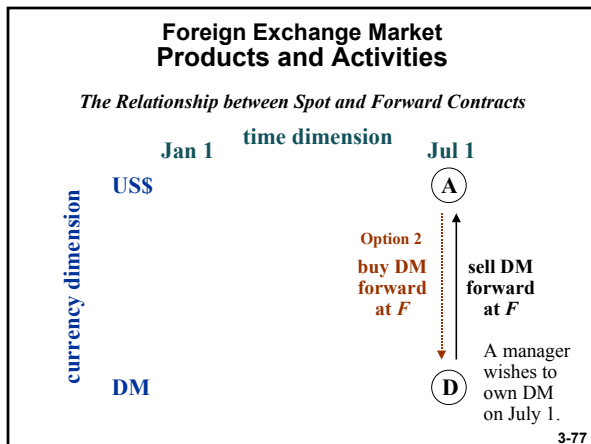 Foreign Exchange Market
Products and Activities
The Relationship between Spot and Forward Contracts
time dimension
Jan 1
Jul 1
currency dimension
US$
A
Option 2
buy DM
forward
at F
sell DM
forward
at F
DM
D
A manager
wishes to
own DM
on July 1.
3-77